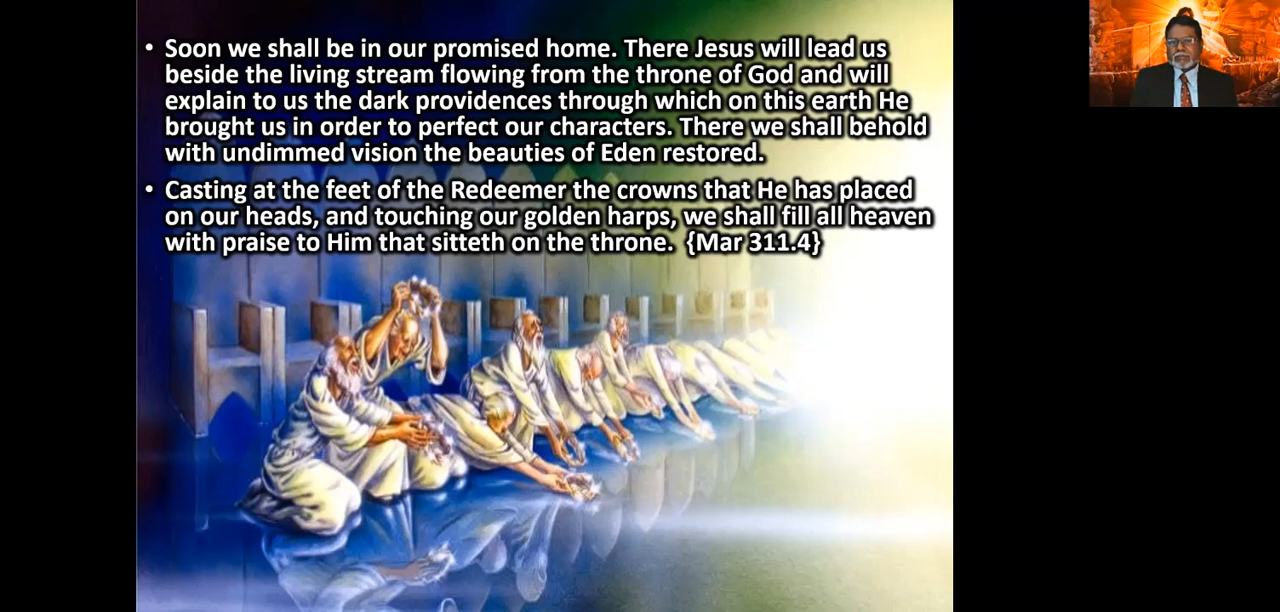 • Soon we shall be in our promised home. There Jesus will lead us
beside the living stream flowing from the throne of God and will
explain to us the dark providences through which on this earth He
brought us in order to perfect our characters. There we shall behold
with undimmed vision the beauties of Eden restored.
• Casting at the feet of the Redeemer the crowns that He has placed
on our heads, and touching our golden harps, we shall fill all heaven
with praise to Him that sitteth on the throne. {Mar 311.4}